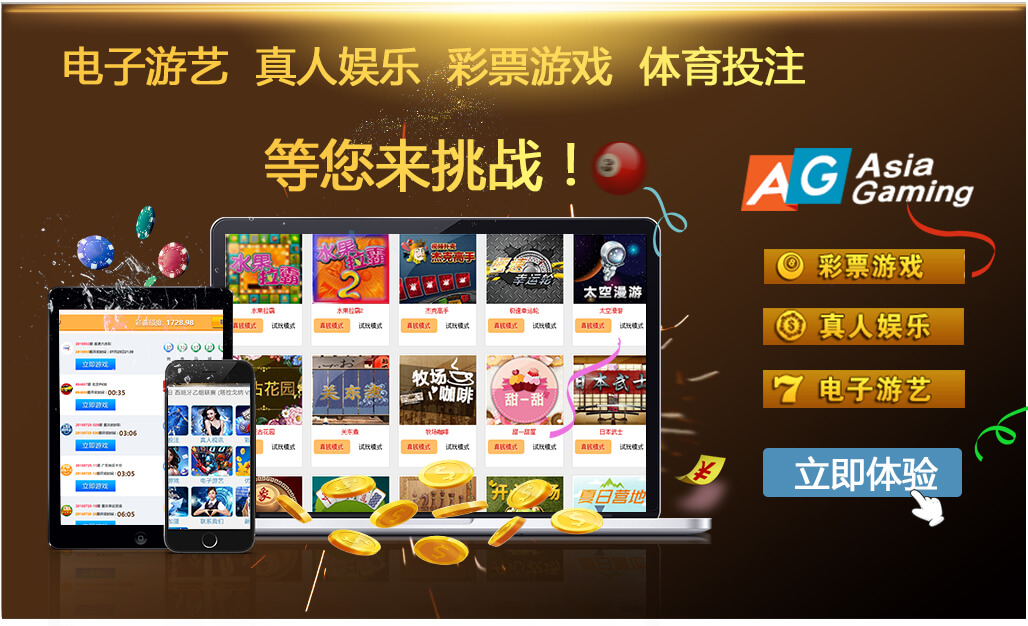 电子游艺 真人娱乐 彩票游戏 体育投注
等您来挑战！
AG Asia Gaming
彩票游戏
真人娱乐
电子游艺
立即体验
水果拉霸
水果拉霸2
杰克高手
幸运轮
太空漫游
水果拉霸 水果拉霸2 杰克高手 极速幸运轮 太空漫游
真钱模式 试玩模式 真钱模式 试玩模式 真钱模式 试玩模式 真钱模式 试玩模式 真钱模式 试玩模式
花园
关东煮
牧场咖啡
甜一甜
日本武士
古花园 关东煮 牧场咖啡 甜一甜屋 日本武士
试玩模式 真钱模式 试玩模式 真钱模式 试玩模式 真钱模式 试玩模式 真钱模式 试玩模式
夏日营地
1728.98
立即游戏
00:35
立即游戏
03:06
立即游戏
03:05
立即游戏
06:05
真人视讯
电子游艺
联系我们
¥